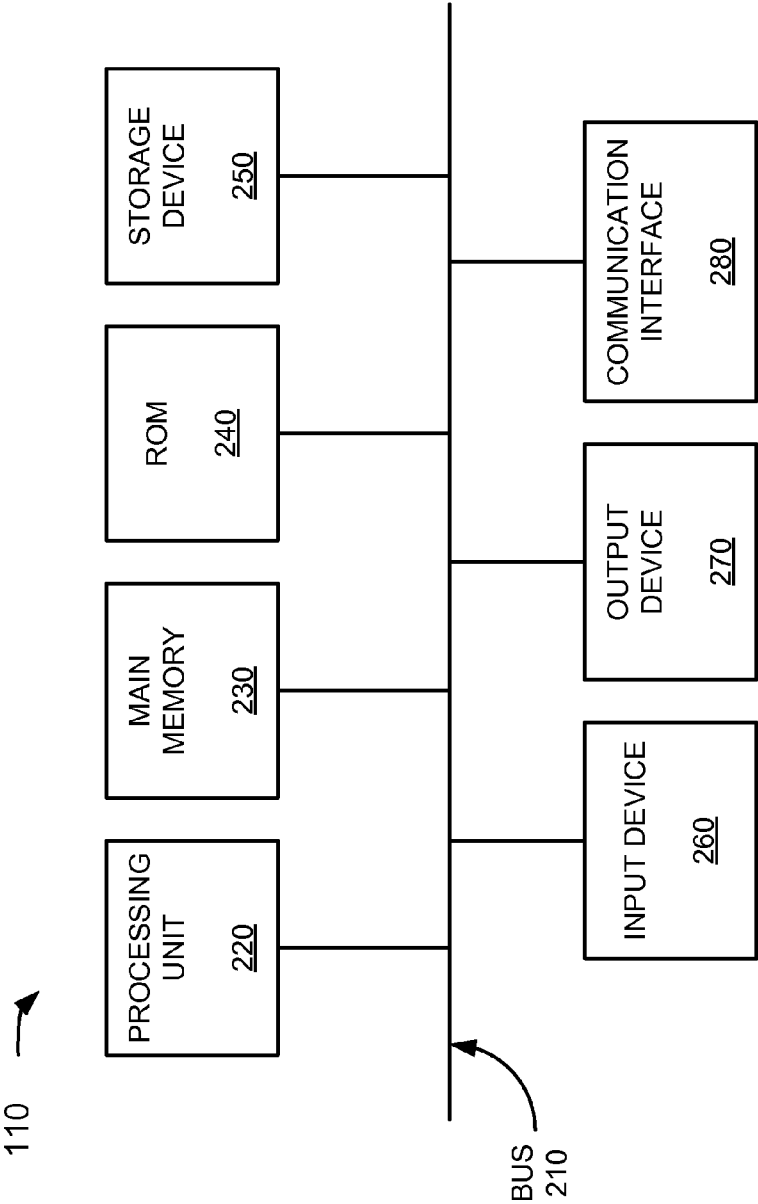 110
PROCESSING
UNIT
220
MAIN
MEMORY
230
ROM
240
STORAGE
DEVICE
250
BUS
210
INPUT DEVICE
260
OUTPUT
DEVICE
270
COMMUNICATION
INTERFACE
280